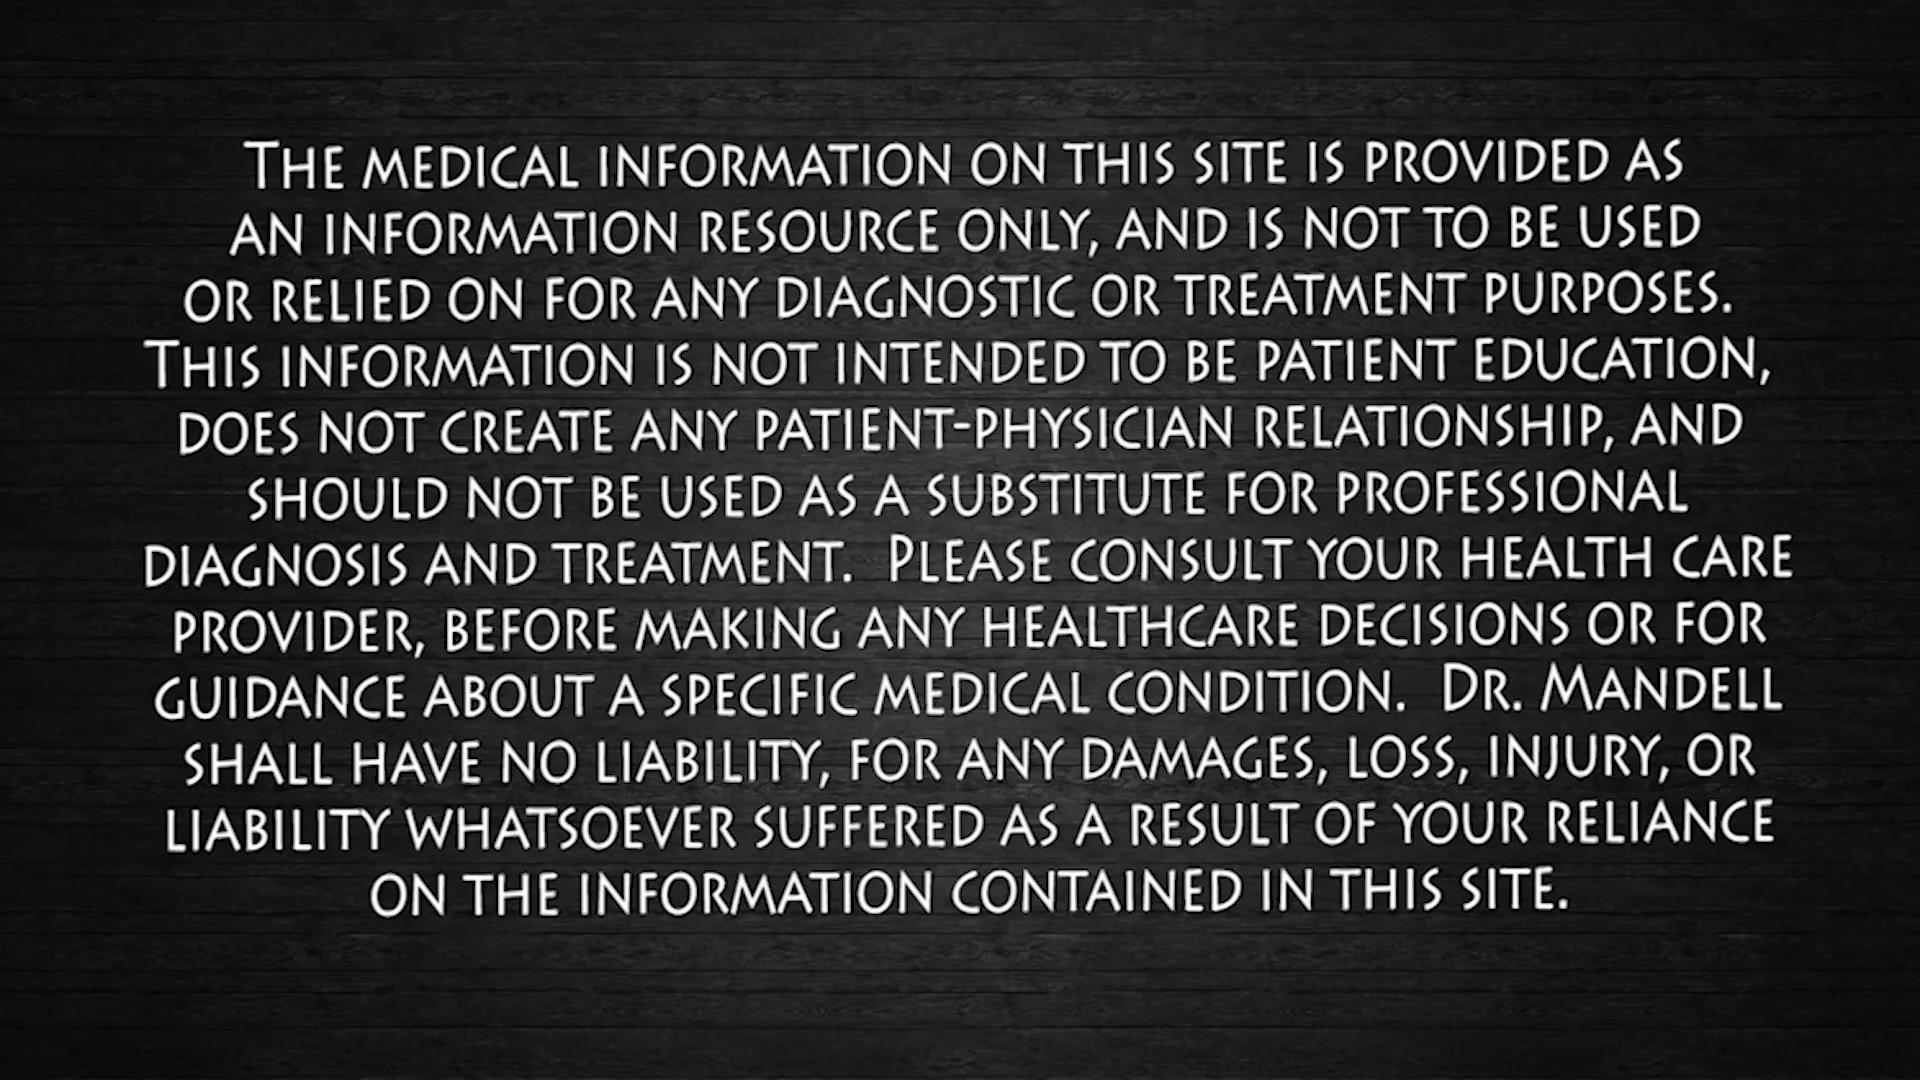 The medical information on this site is provided as
an information resource only, and is not to be used
or relied on for any diagnostic or treatment purposes.
This information is not intended to be patient education,
does not create any patient-physician relationship, and
should not be used as a substitute for professional
diagnosis and treatment. Please consult your health care
provider, before making any healthcare decisions or for
guidance about a specific medical condition. Dr. Mandell
shall have no liability, for any damages, loss, injury, or
liability whatsoever suffered as a result of your reliance
on the information contained in this site.